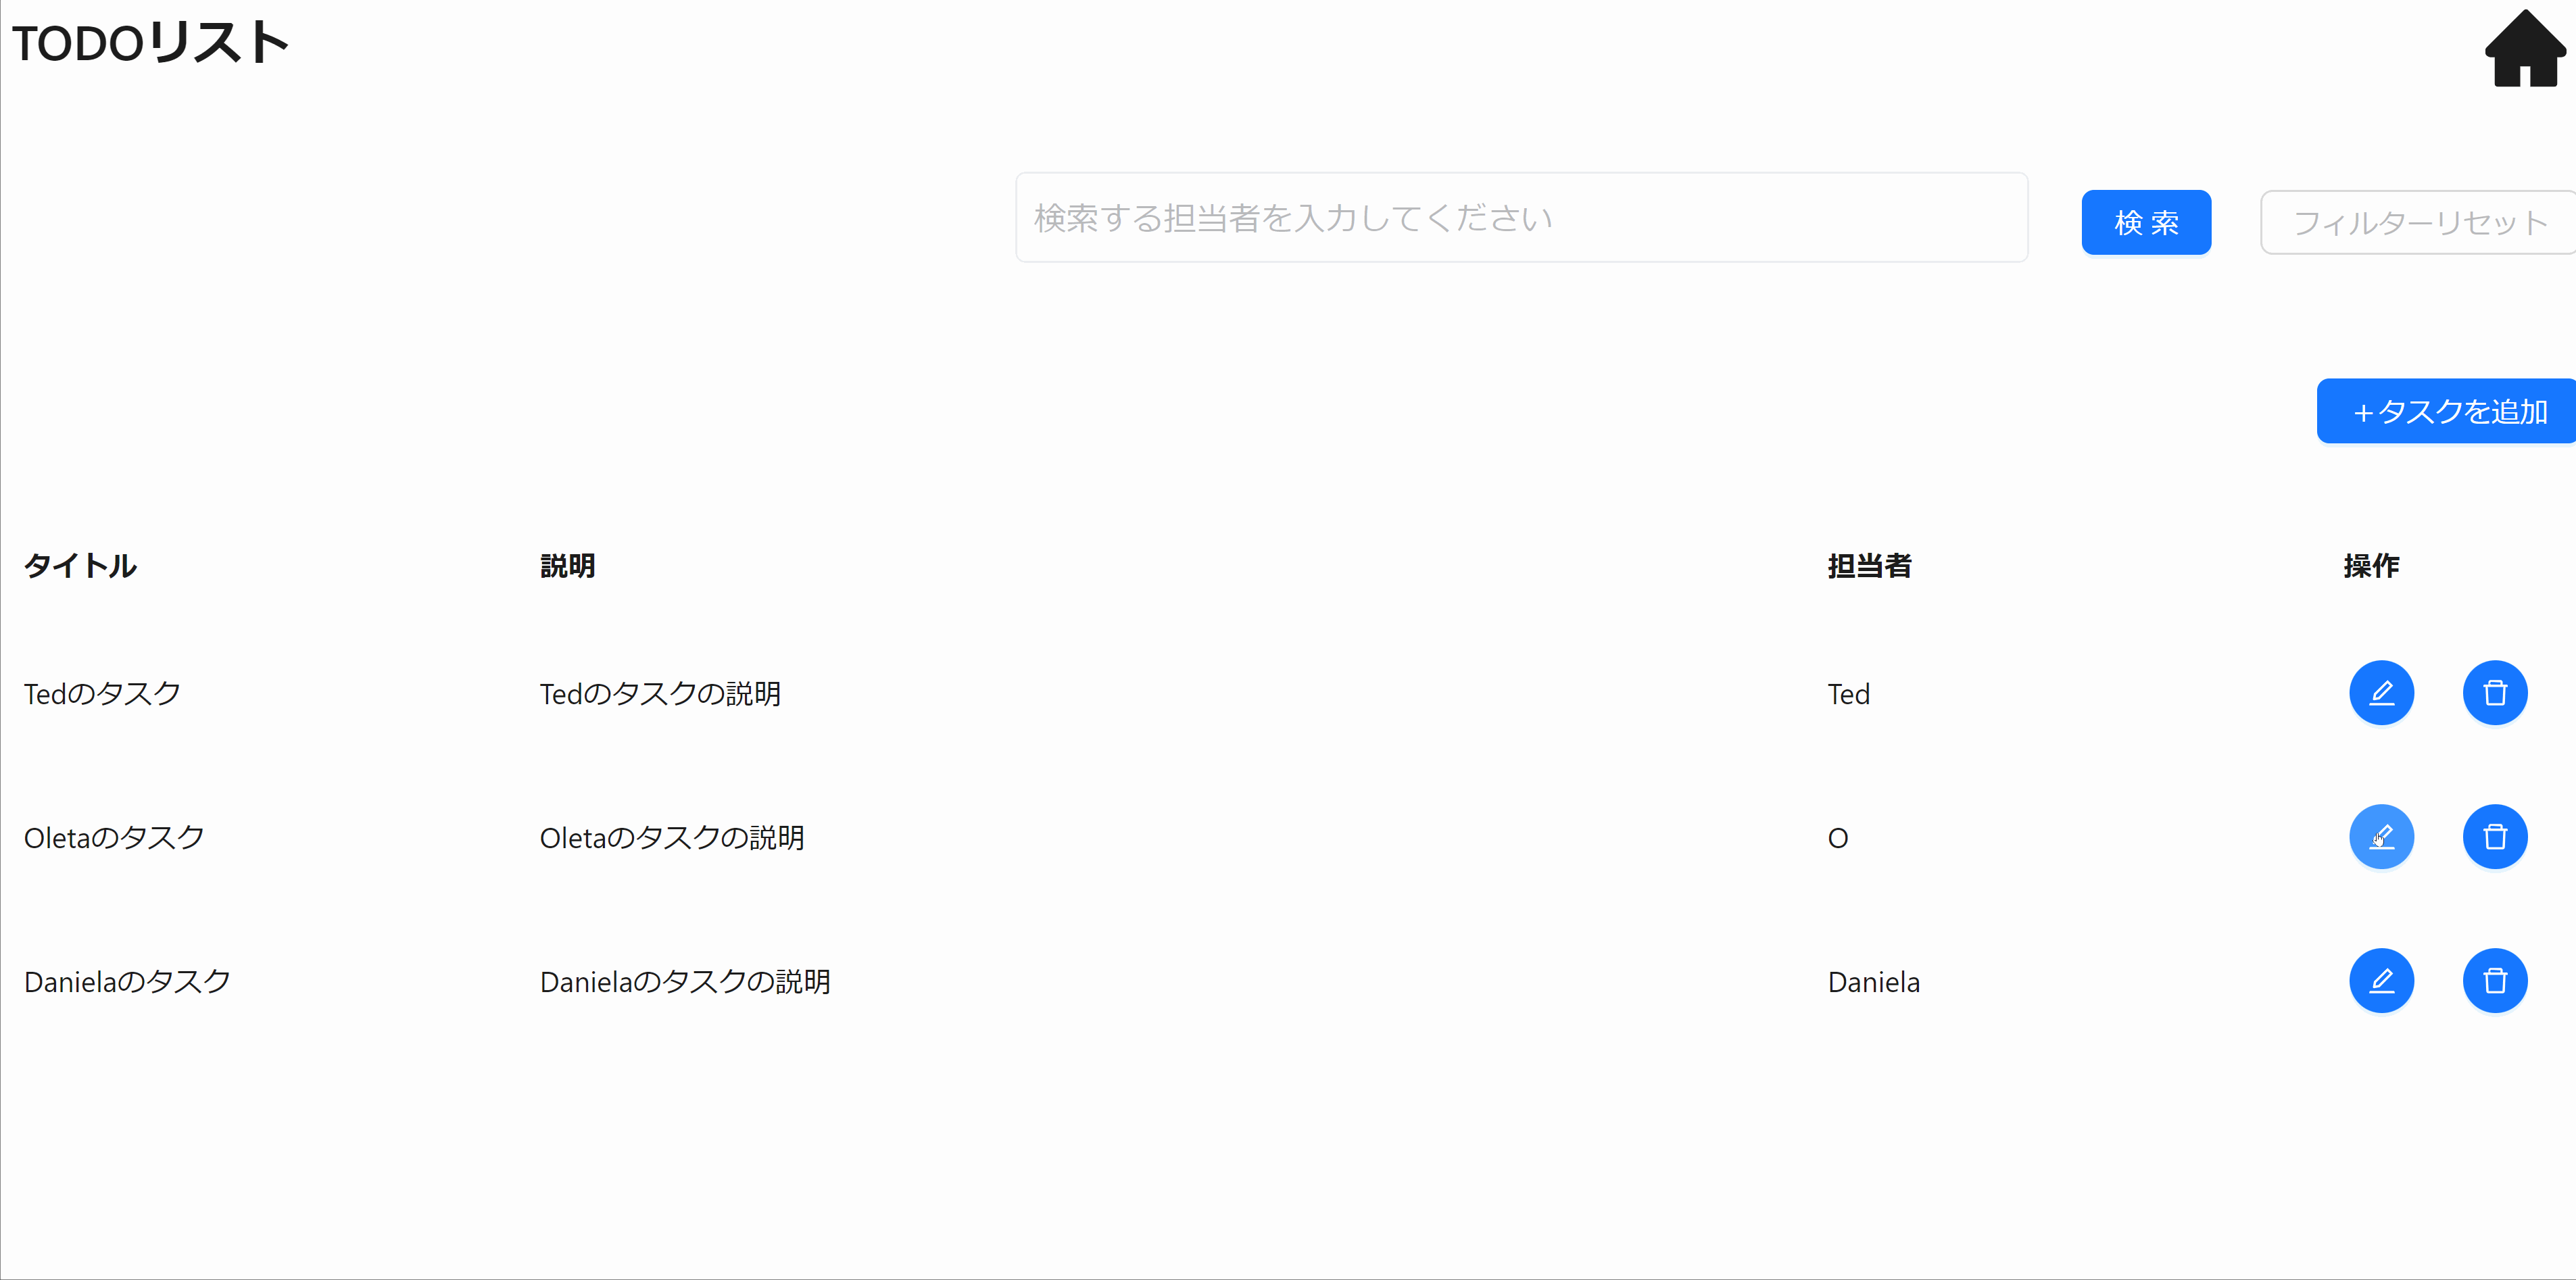 TODOリスト
検索する担当者を入力してください
検 索
フィルターリセット
+タスクを追加
タイトル 説明 担当者 操作
Tedのタスク Tedのタスクの説明 Ted
Oletaのタスク Oletaのタスクの説明 O
Danielaのタスク Danielaのタスクの説明 Daniela